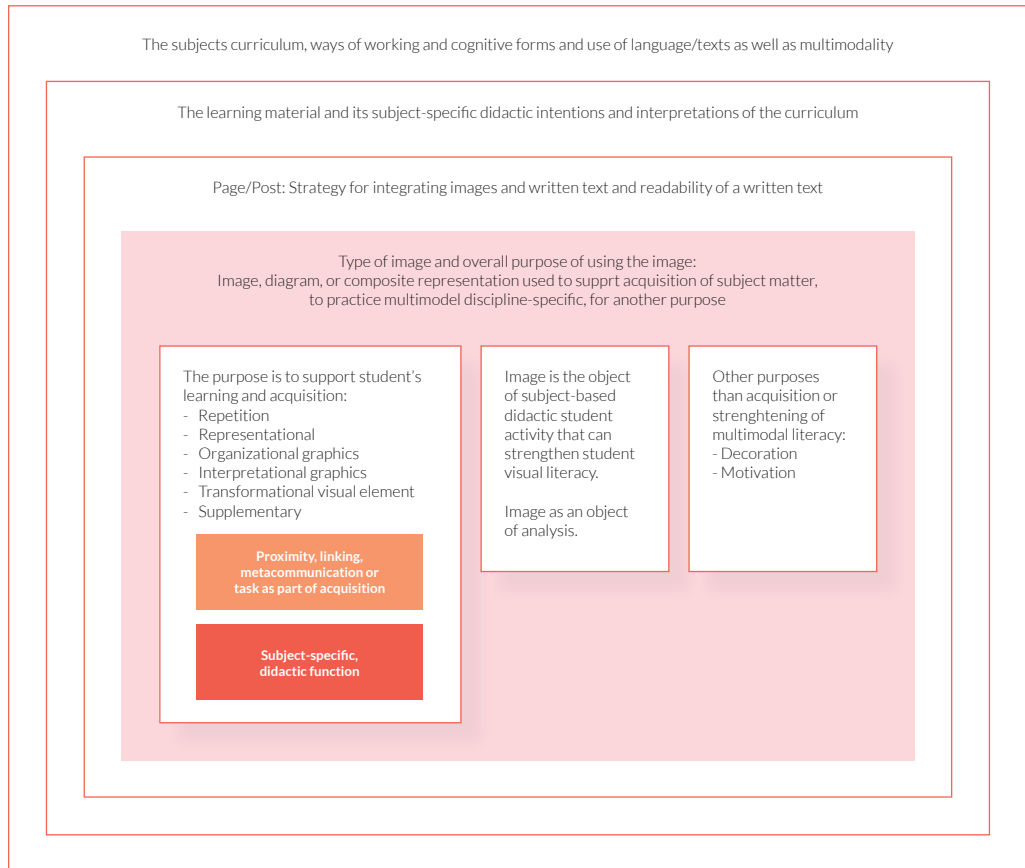 The subjects curriculum, ways of working and cognitive forms and use of language/texts as well as multimodality
The learning material and its subject-specific didactic intentions and interpretations of the curriculum
Page/Post: Strategy for integrating images and written text and readability of a written text
Type of image and overall purpose of using the image:
Image, diagram, or composite representation used to supprt acquisition of subject matter,
to practice multimodel discipline-specific, for another purpose
The purpose is to support student’s
learning and acquisition:
- Repetition
- Representational
- Organizational graphics
- Interpretational graphics
- Transformational visual element
- Supplementary
Proximity, linking,
metacommunication or
task as part of acquisition
Subject-specific,
didactic function
Image is the object
of subject-based
didactic student
activity that can
strengthen student
visual literacy.
Image as an object
of analysis.
Other purposes
than acquisition or
strenghtening of
multimodal literacy:
- Decoration
- Motivation